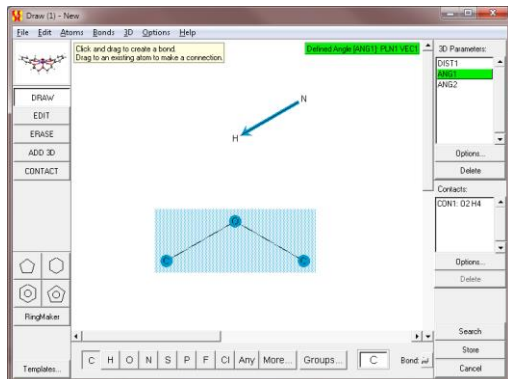 Draw (1) - New
File Edit Atoms Bonds 3D Options Help
Click and drag to create a bond.
Drag to an existing atom to make a connection.
Defined Angle [ANG1]: PLN1 VEC1
3D Parameters:
DIST1
ANG1
ANG2
Options...
Delete
DRAW
EDIT
ERASE
ADD 3D
CONTACT
N
H
Contacts:
CON1: O2 H4
Options...
Delete
RingMaker
Templates...
C H O N S P F Cl Any More... Groups... C Bond:
Search
Store
Cancel